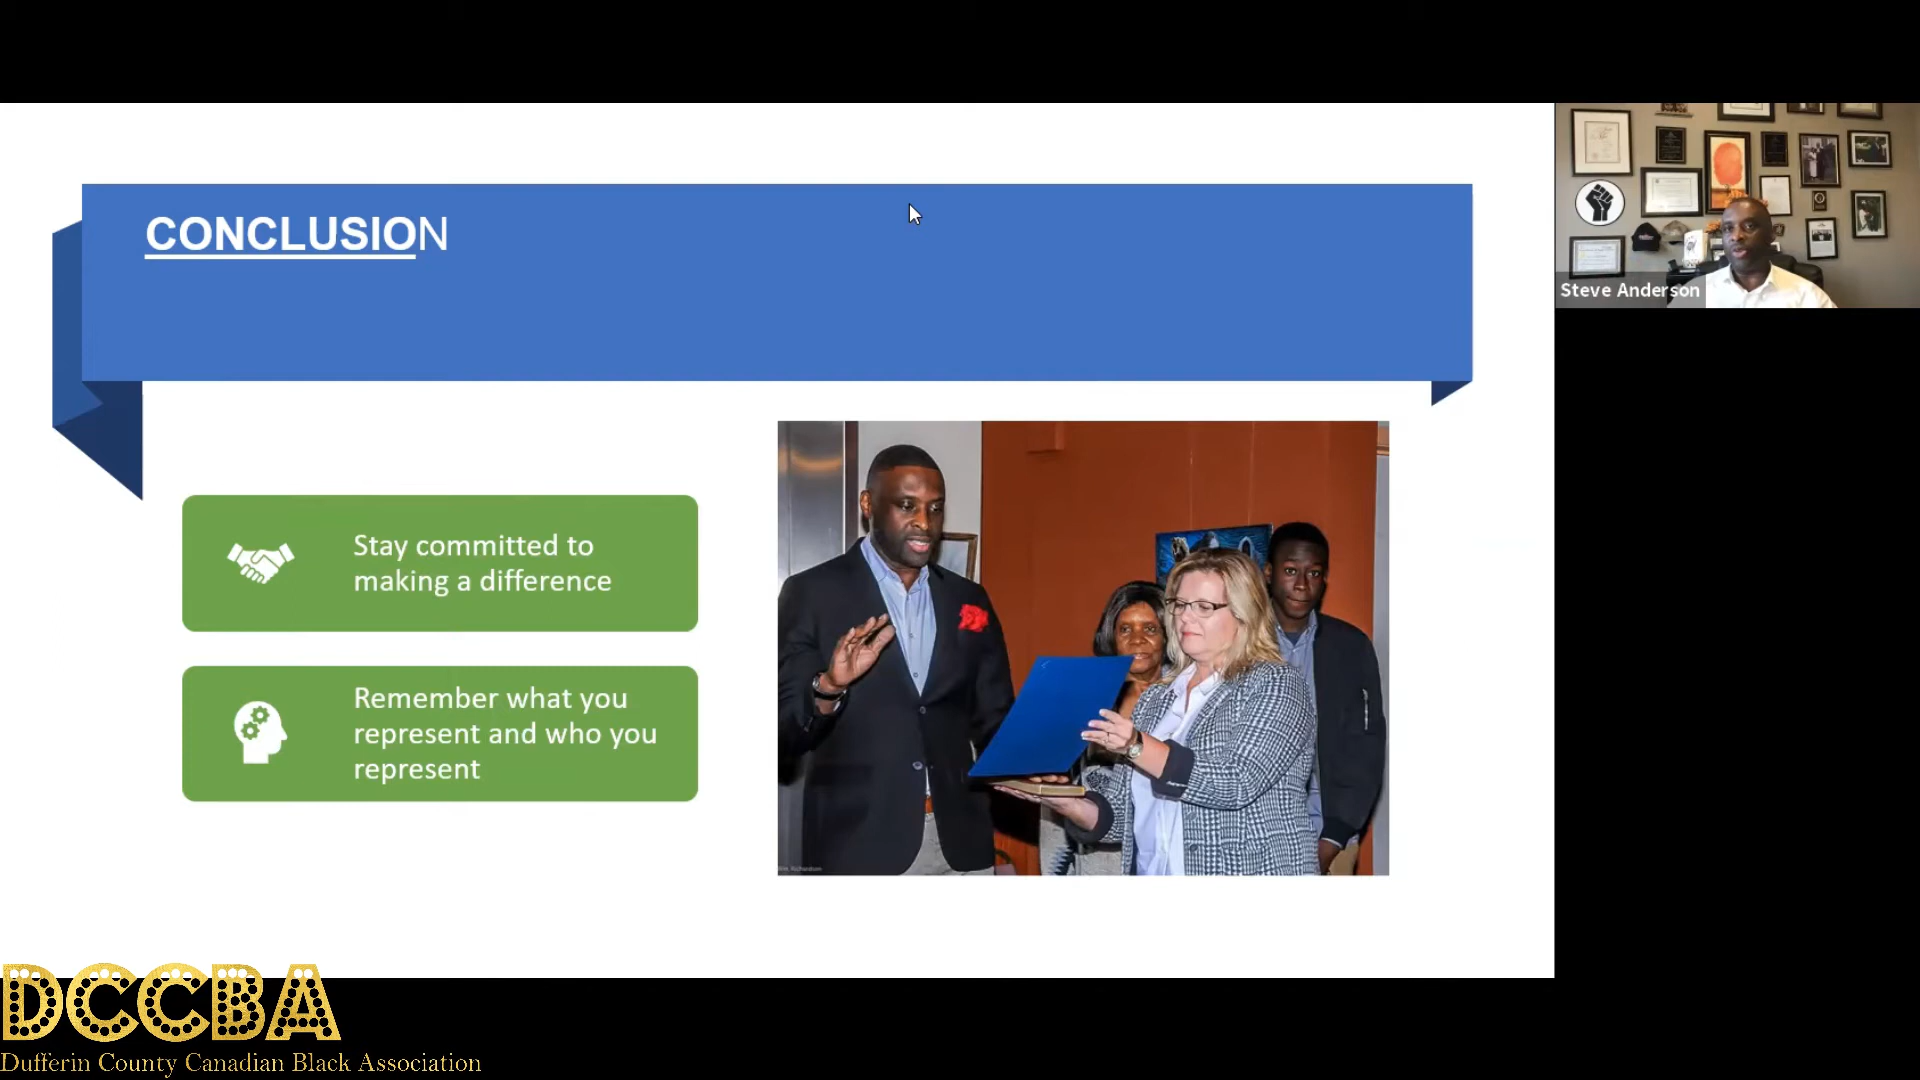 CONCLUSION
Stay committed to
making a difference
Remember what you
represent and who you
represent
Steve Anderson
DCCBA
Dufferin County Canadian Black Association